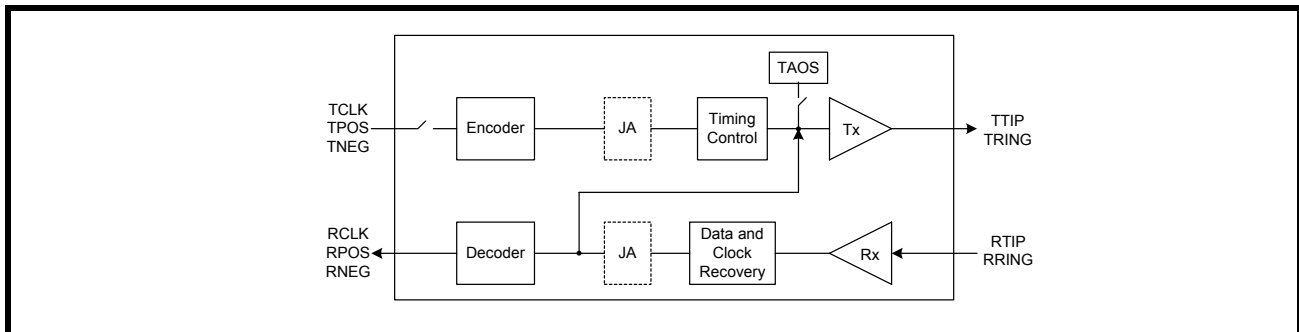 TAOS
TCLK
TPOS
TNEG
Encoder
JA
Timing
Control
Tx
TTIP
TRING
RCLK
RPOS
RNEG
Decoder
JA
Data and
Clock
Recovery
Rx
RTIP
RRING